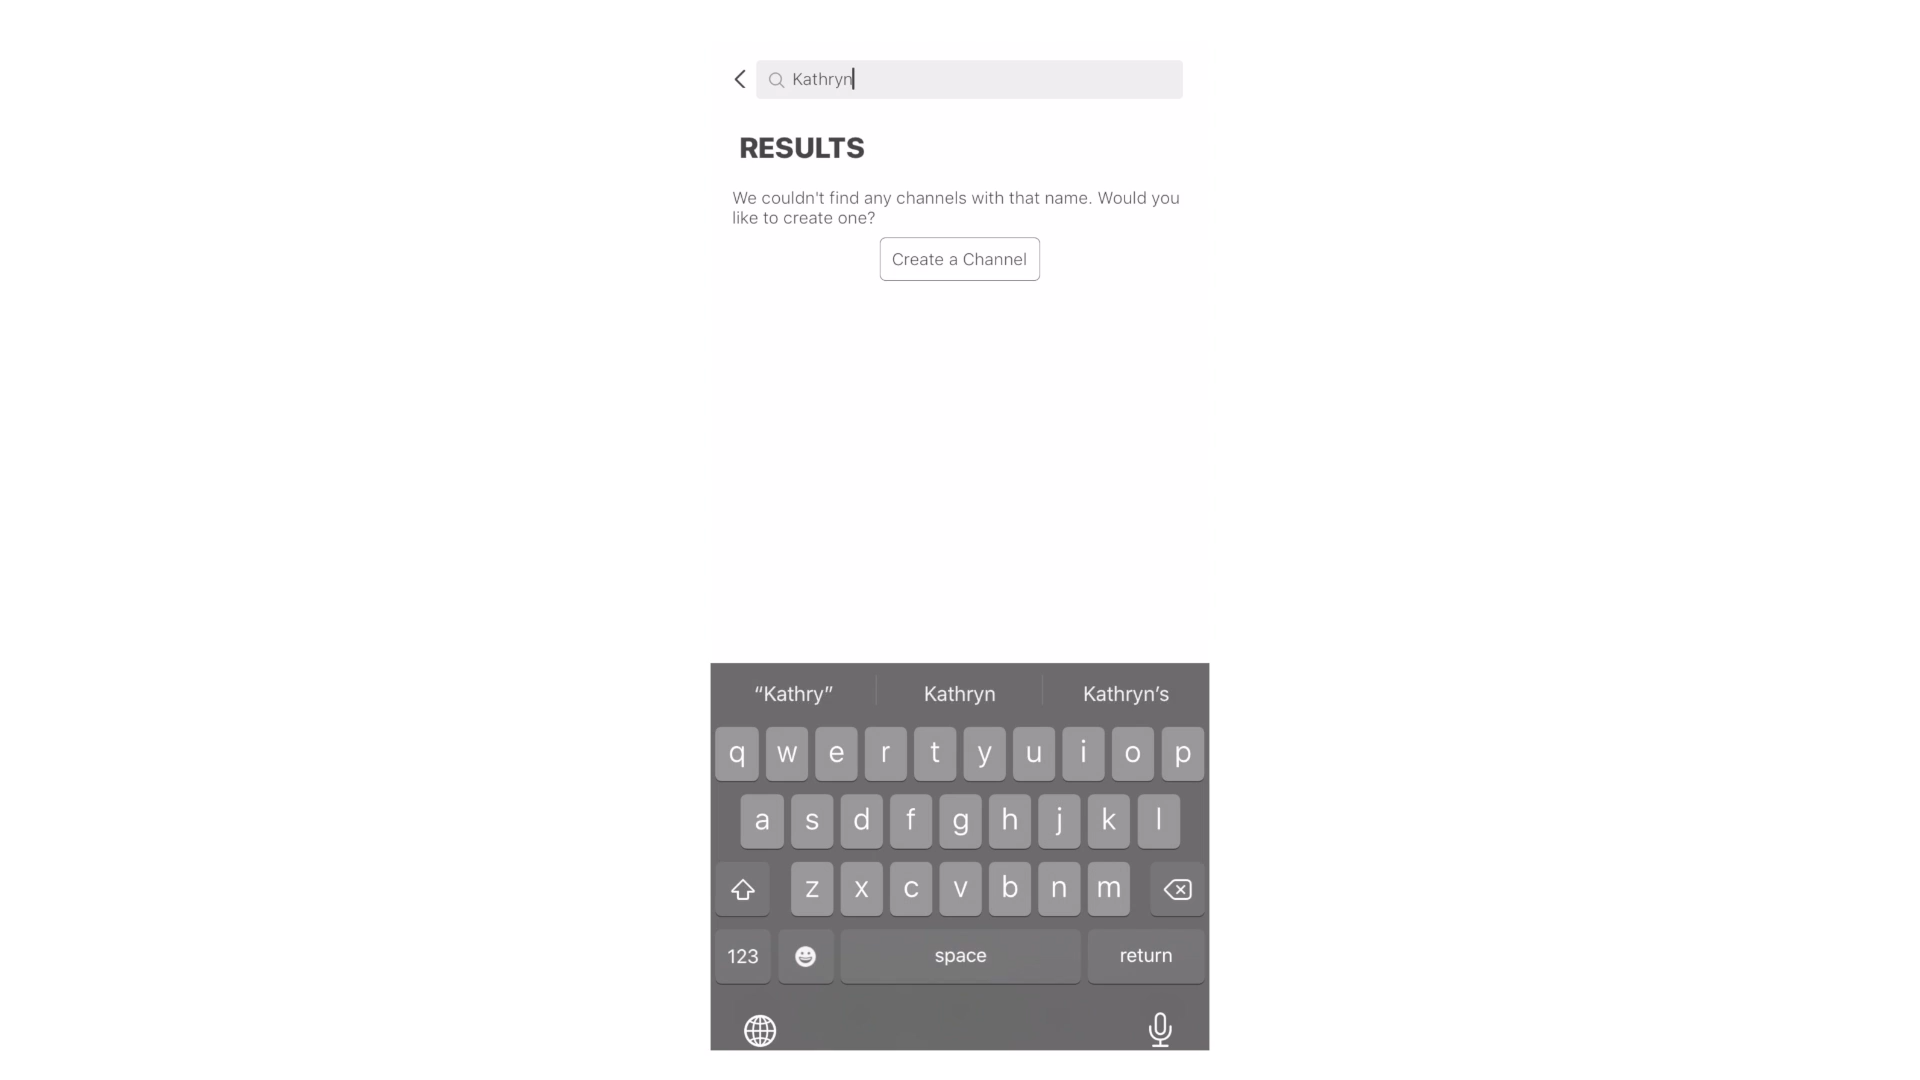 Kathryn
RESULTS
We couldn't find any channels with that name. Would you
like to create one?
Create a Channel
“Kathry” Kathryn Kathryn’s
q w e r t y u i o p
a s d f g h j k l
z x c v b n m
123 space return